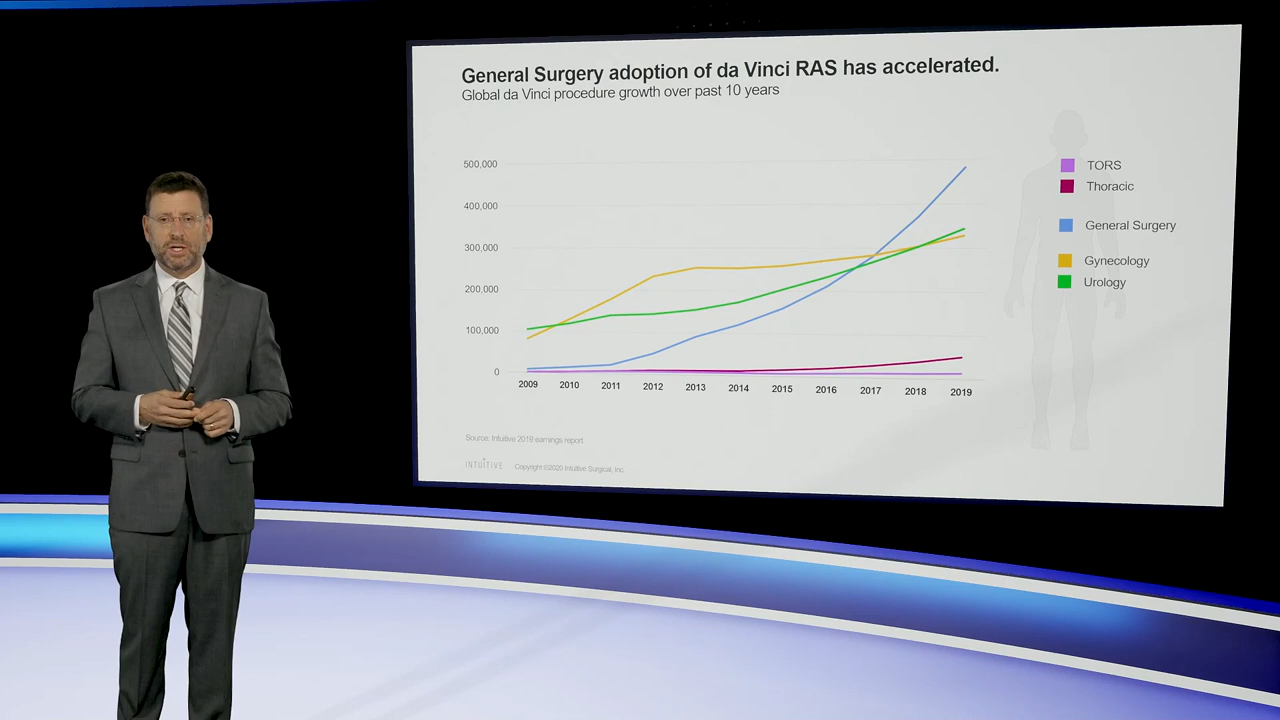 General Surgery adoption of da Vinci RAS has accelerated.
Global da Vinci procedure growth over past 10 years
500,000
400,000
300,000
200,000
100,000
0
2009 2010 2011 2012 2013 2014 2015 2016 2017 2018 2019
TORS
Thoracic
General Surgery
Gynecology
Urology
Source: Intuitive 2019 earnings report
INTUITIVE Copyright ©2020 Intuitive Surgical, Inc.